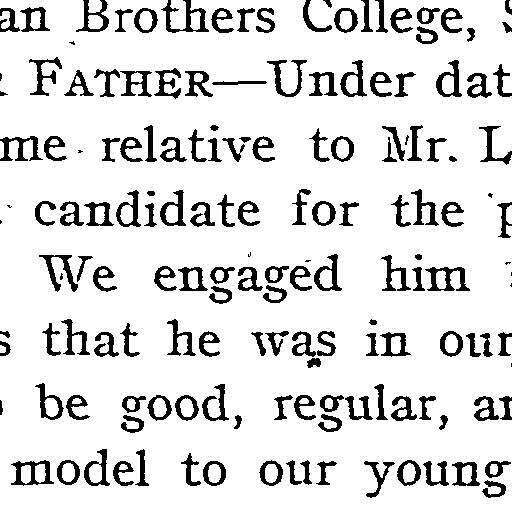 an Brothers College,
FATHER—Under dat
me relative to Mr. L
candidate for the p
We engaged him
s that he was in our
be good, regular, an
model to our young